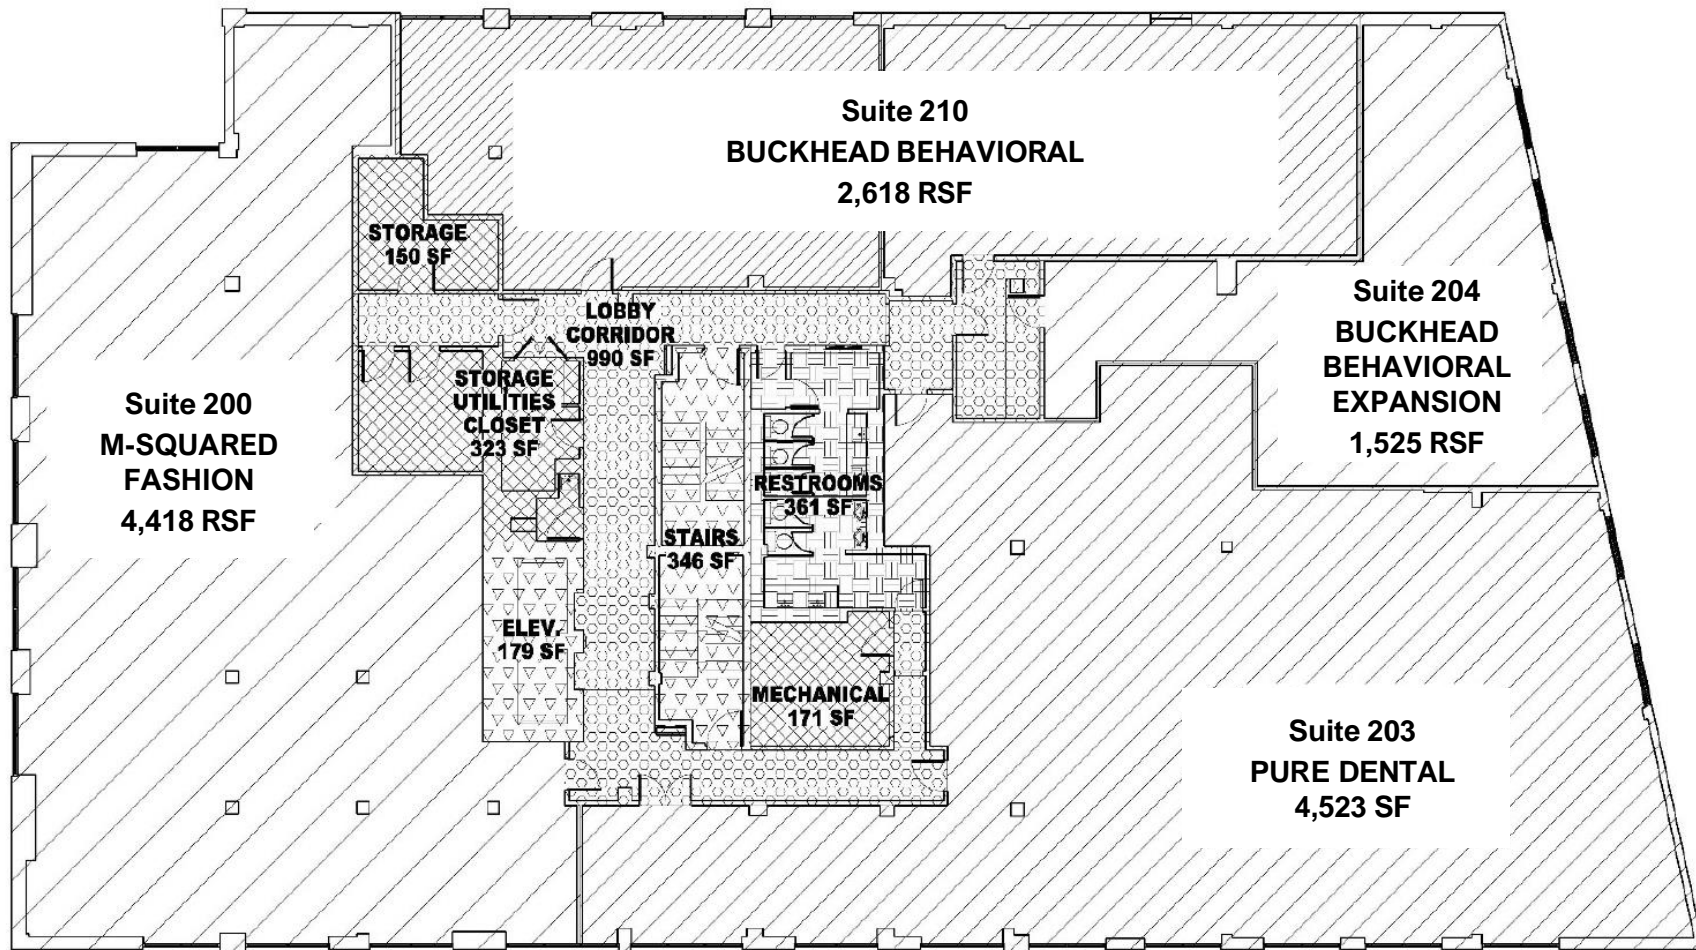 Suite 210
BUCKHEAD BEHAVIORAL
2,618 RSF
STORAGE
150 SF
LOBBY
CORRIDOR
990 SF
Suite 204
BUCKHEAD
BEHAVIORAL
EXPANSION
1,525 RSF
STORAGE
UTILITIES
CLOSET
323 SF
Suite 200
M-SQUARED
FASHION
4,418 RSF
RESTROOMS
361 SF
STAIRS
346 SF
ELEV.
179 SF
MECHANICAL
171 SF
Suite 203
PURE DENTAL
4,523 SF